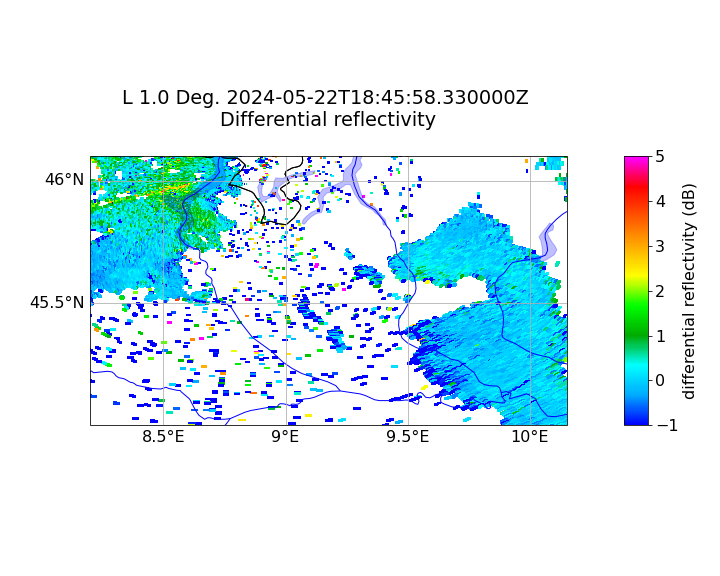 L 1.0 Deg. 2024-05-22T18:45:58.330000Z
Differential reflectivity
46°N
45.5°N
8.5°E
9°E
9.5°E
10°E
5
4
3
2
1
0
−1
differential reflectivity (dB)